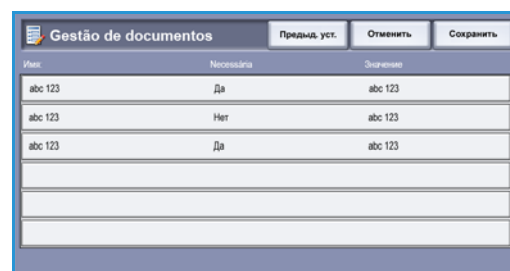 Gestão de documentos Предыд. уст. Отменить Сохранить
Имя: Necessária Значение
abc 123 Да abc 123
abc 123 Нет abc 123
abc 123 Да abc 123